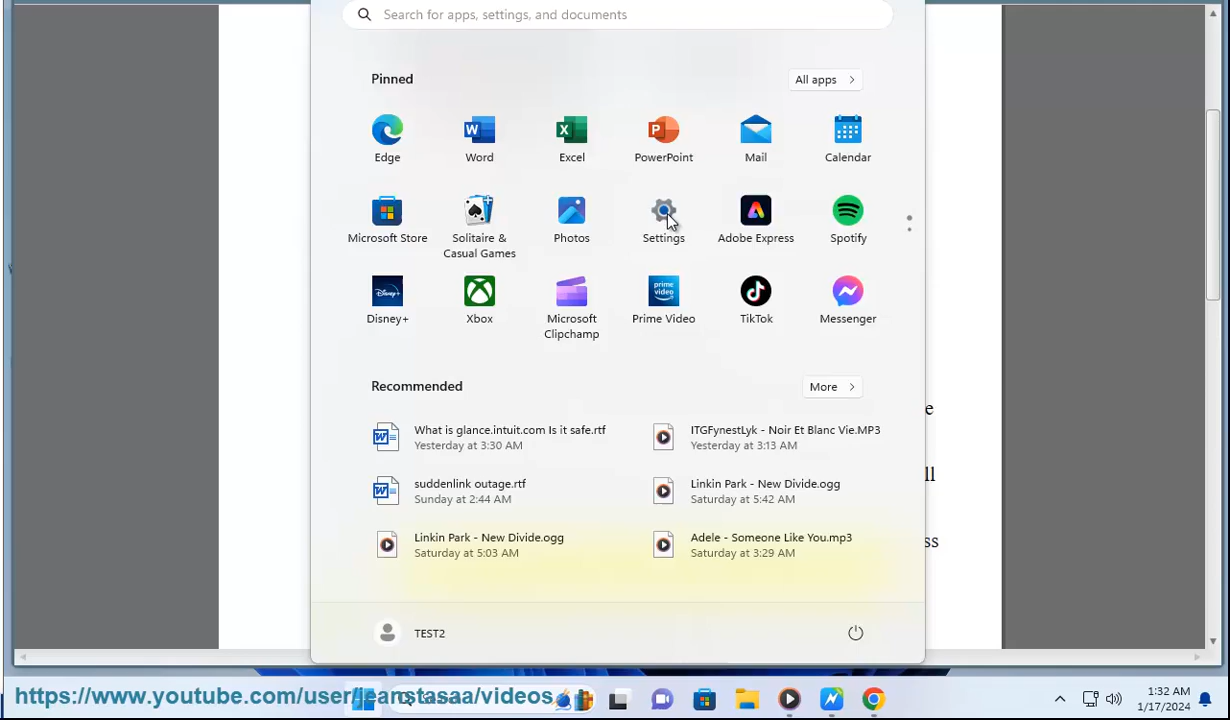 Search for apps, settings, and documents
Pinned
All apps
Edge
Word
Excel
PowerPoint
Mail
Calendar
Microsoft Store
Solitaire &
Casual Games
Photos
Settings
Adobe Express
Spotify
Disney+
Xbox
Microsoft
Clipchamp
prime
video
Prime Video
TikTok
Messenger
Recommended
More
What is glance.intuit.com Is it safe.rtf
Yesterday at 3:30 AM
ITGFynestLyk - Noir Et Blanc Vie.MP3
Yesterday at 3:13 AM
suddenlink outage.rtf
Sunday at 2:44 AM
Linkin Park - New Divide.ogg
Saturday at 5:42 AM
Linkin Park - New Divide.ogg
Saturday at 5:03 AM
Adele - Someone Like You.mp3
Saturday at 3:29 AM
TEST2
https://www.youtube.com/user/jeanstasaa/videos
1:32 AM
1/17/2024